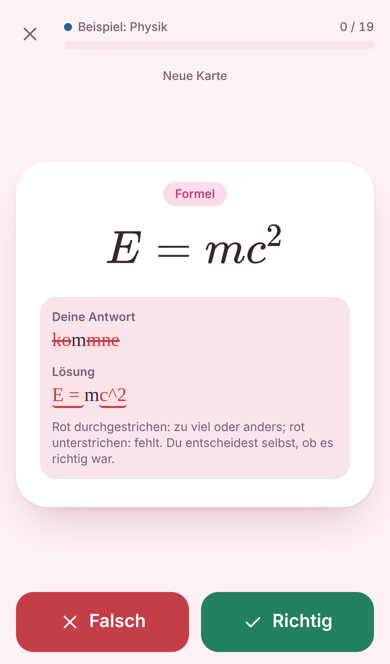 Beispiel: Physik
0 / 19
Neue Karte
Formel
E = mc²
Deine Antwort
kommne
Lösung
E = mc^2
Rot durchgestrichen: zu viel oder anders; rot
unterstrichen: fehlt. Du entscheidest selbst, ob es
richtig war.
Falsch
Richtig